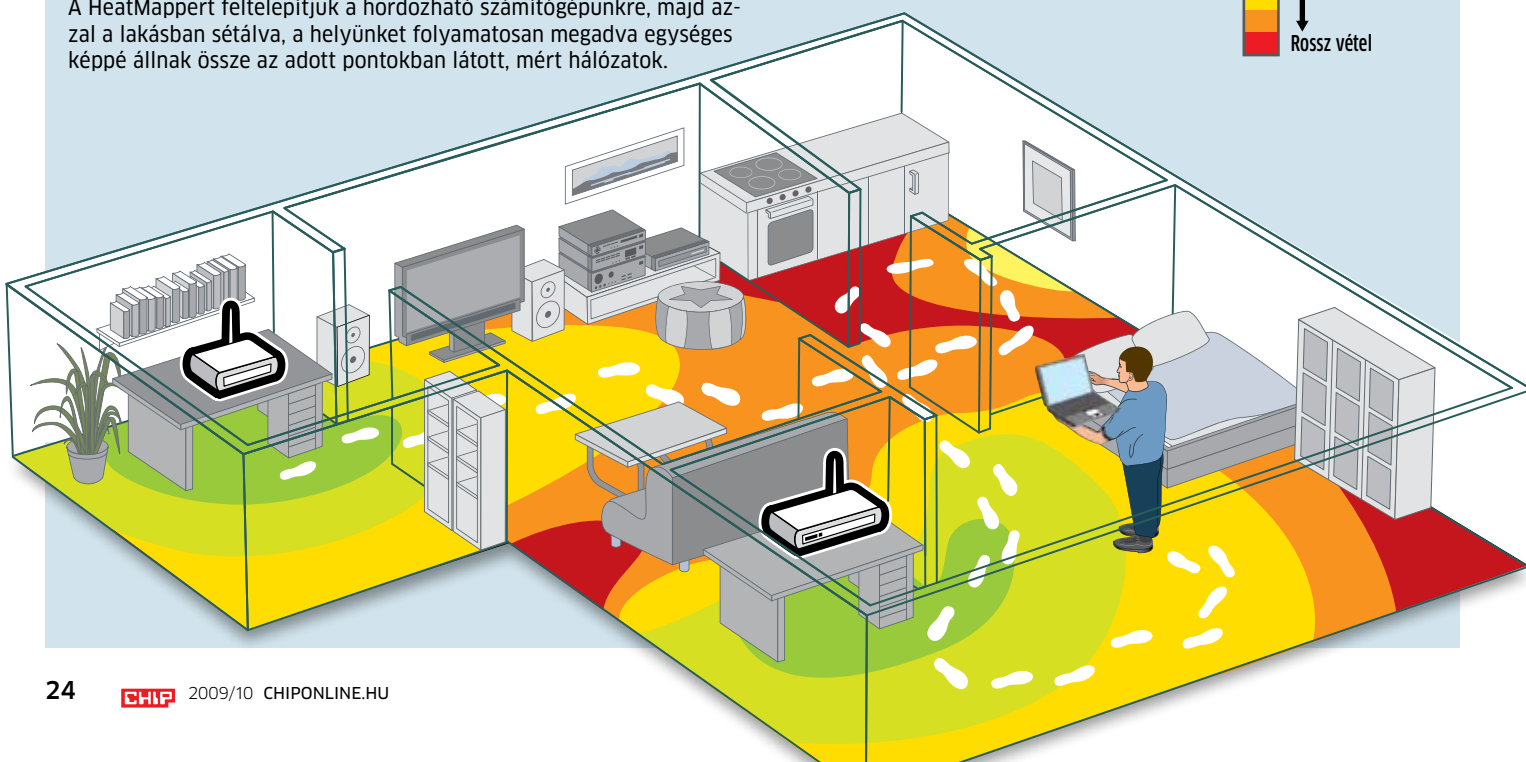 A HeatMappert feltelepítjük a hordozható számítógépünkre, majd az-
zal a lakásban sétálva, a helyünket folyamatosan megadva egységes
képpé állnak össze az adott pontokban látott, mért hálózatok.
Rossz vétel
24 CHIP 2009/10 CHIPONLINE.HU